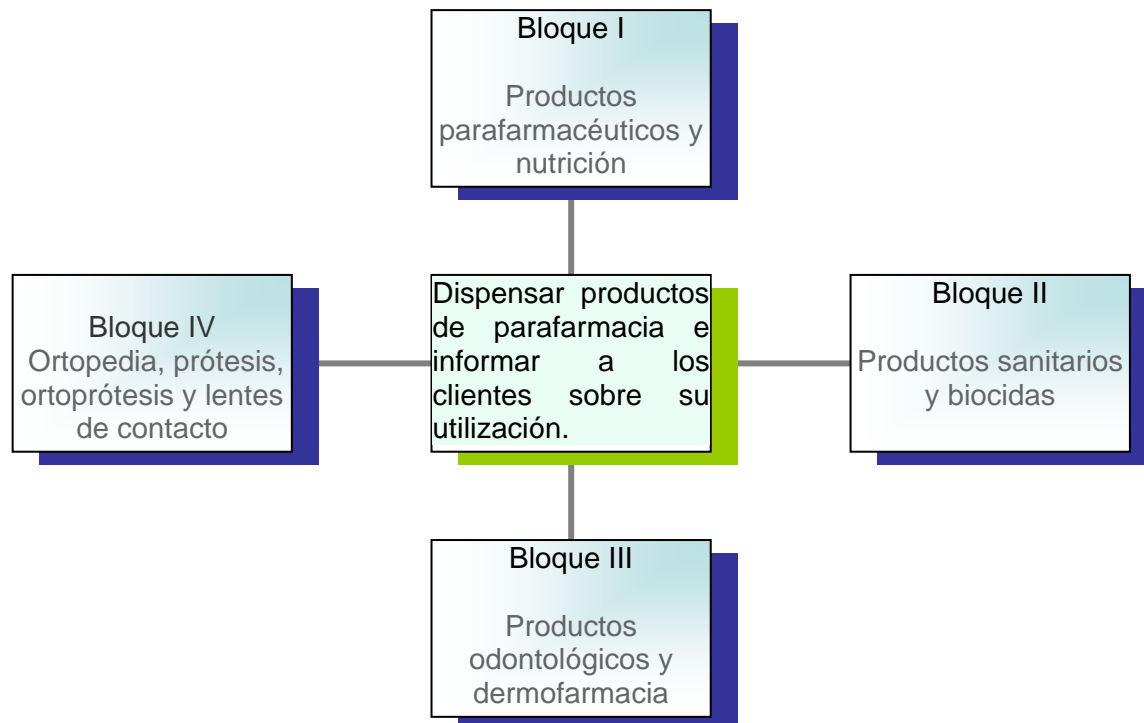 Bloque I
Productos
parafarmacéuticos y
nutrición
Bloque IV
Ortopedia, prótesis,
ortoprótesis y lentes
de contacto
Dispensar productos
de parafarmacia e
informar a los
clientes sobre su
utilización.
Bloque II
Productos sanitarios
y biocidas
Bloque III
Productos
odontológicos y
dermofarmacia